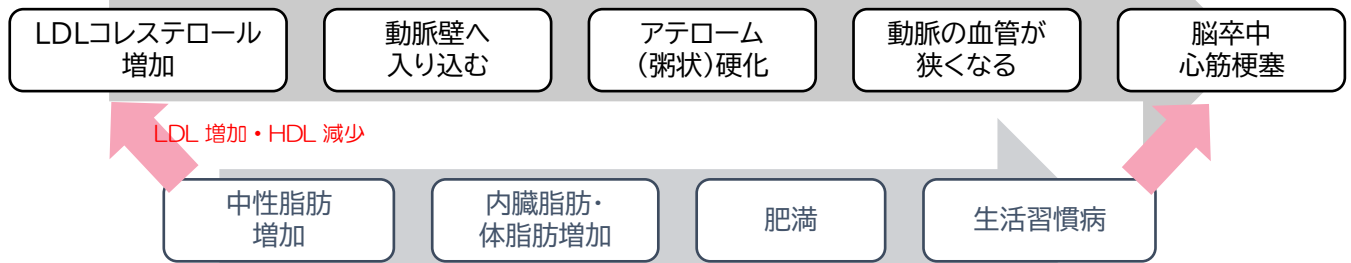 LDLコレステロール
増加
動脈壁へ
入り込む
アテローム
(粥状)硬化
動脈の血管が
狭くなる
脳卒中
心筋梗塞
LDL 増加・HDL 減少
中性脂肪
増加
内臓脂肪・
体脂肪増加
肥満
生活習慣病